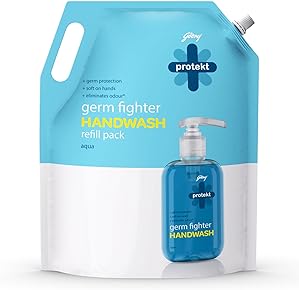 Godrej
protekt
+ germ protection
+ soft on hands
+ eliminates odour*
germ fighter
HANDWASH
refill pack
aqua
Godrej
protekt
germ fighter
HANDWASH